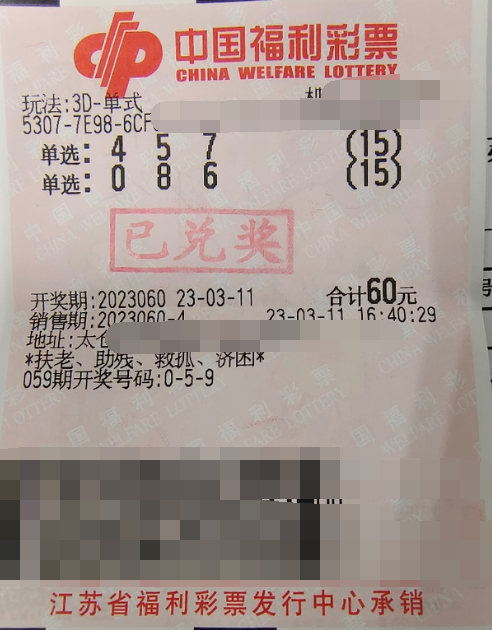 中国福利彩票
CHINA WELFARE LOTTERY
玩法:3D-单式
5307-7E98-6CF
单选: 4 5 7 (15)
单选: 0 8 6 (15)
已兑奖
开奖期:2023060 23-03-11 合计60元
销售期:2023060-4 23-03-11 16:40:29
地址:太仓
*扶老、助残、救孤、济困*
059期开奖号码:0-5-9
江苏省福利彩票发行中心承销